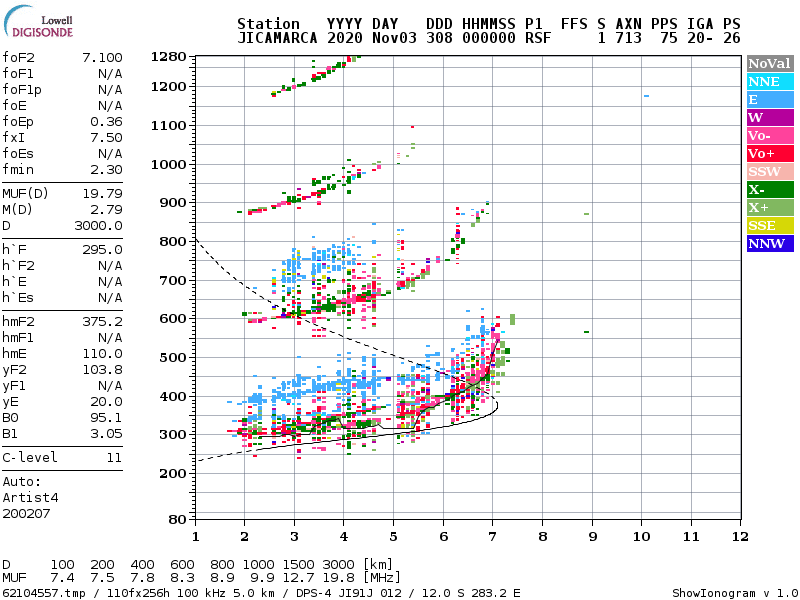 Lowell
DIGISONDE
Station YYYY DAY DDD HHMMSS P1 FFS S AXN PPS IGA PS
JICAMARCA 2020 Nov03 308 000000 RSF 1 713 75 20- 26
foF2 7.100
foF1 N/A
foF1p N/A
foE N/A
foEp 0.36
fxI 7.50
foEs N/A
fmin 2.30
MUF(D) 19.79
M(D) 2.79
D 3000.0
h`F 295.0
h`F2 N/A
h`E N/A
h`Es N/A
hmF2 375.2
hmF1 N/A
hmE 110.0
yF2 103.8
yF1 N/A
yE 20.0
B0 95.1
B1 3.05
C-level 11
Auto:
Artist4
200207
1280
1200
1100
1000
900
800
700
600
500
400
300
200
80
1 2 3 4 5 6 7 8 9 10 11 12
NoVal
NNE
E
W
Vo-
Vo+
SSW
X-
X+
SSE
NNW
D 100 200 400 600 800 1000 1500 3000 [km]
MUF 7.4 7.5 7.8 8.3 8.9 9.9 12.7 19.8 [MHz]
62104557.tmp / 110fx256h 100 kHz 5.0 km / DPS-4 JI91J 012 / 12.0 S 283.2 E
ShowIonogram v 1.0